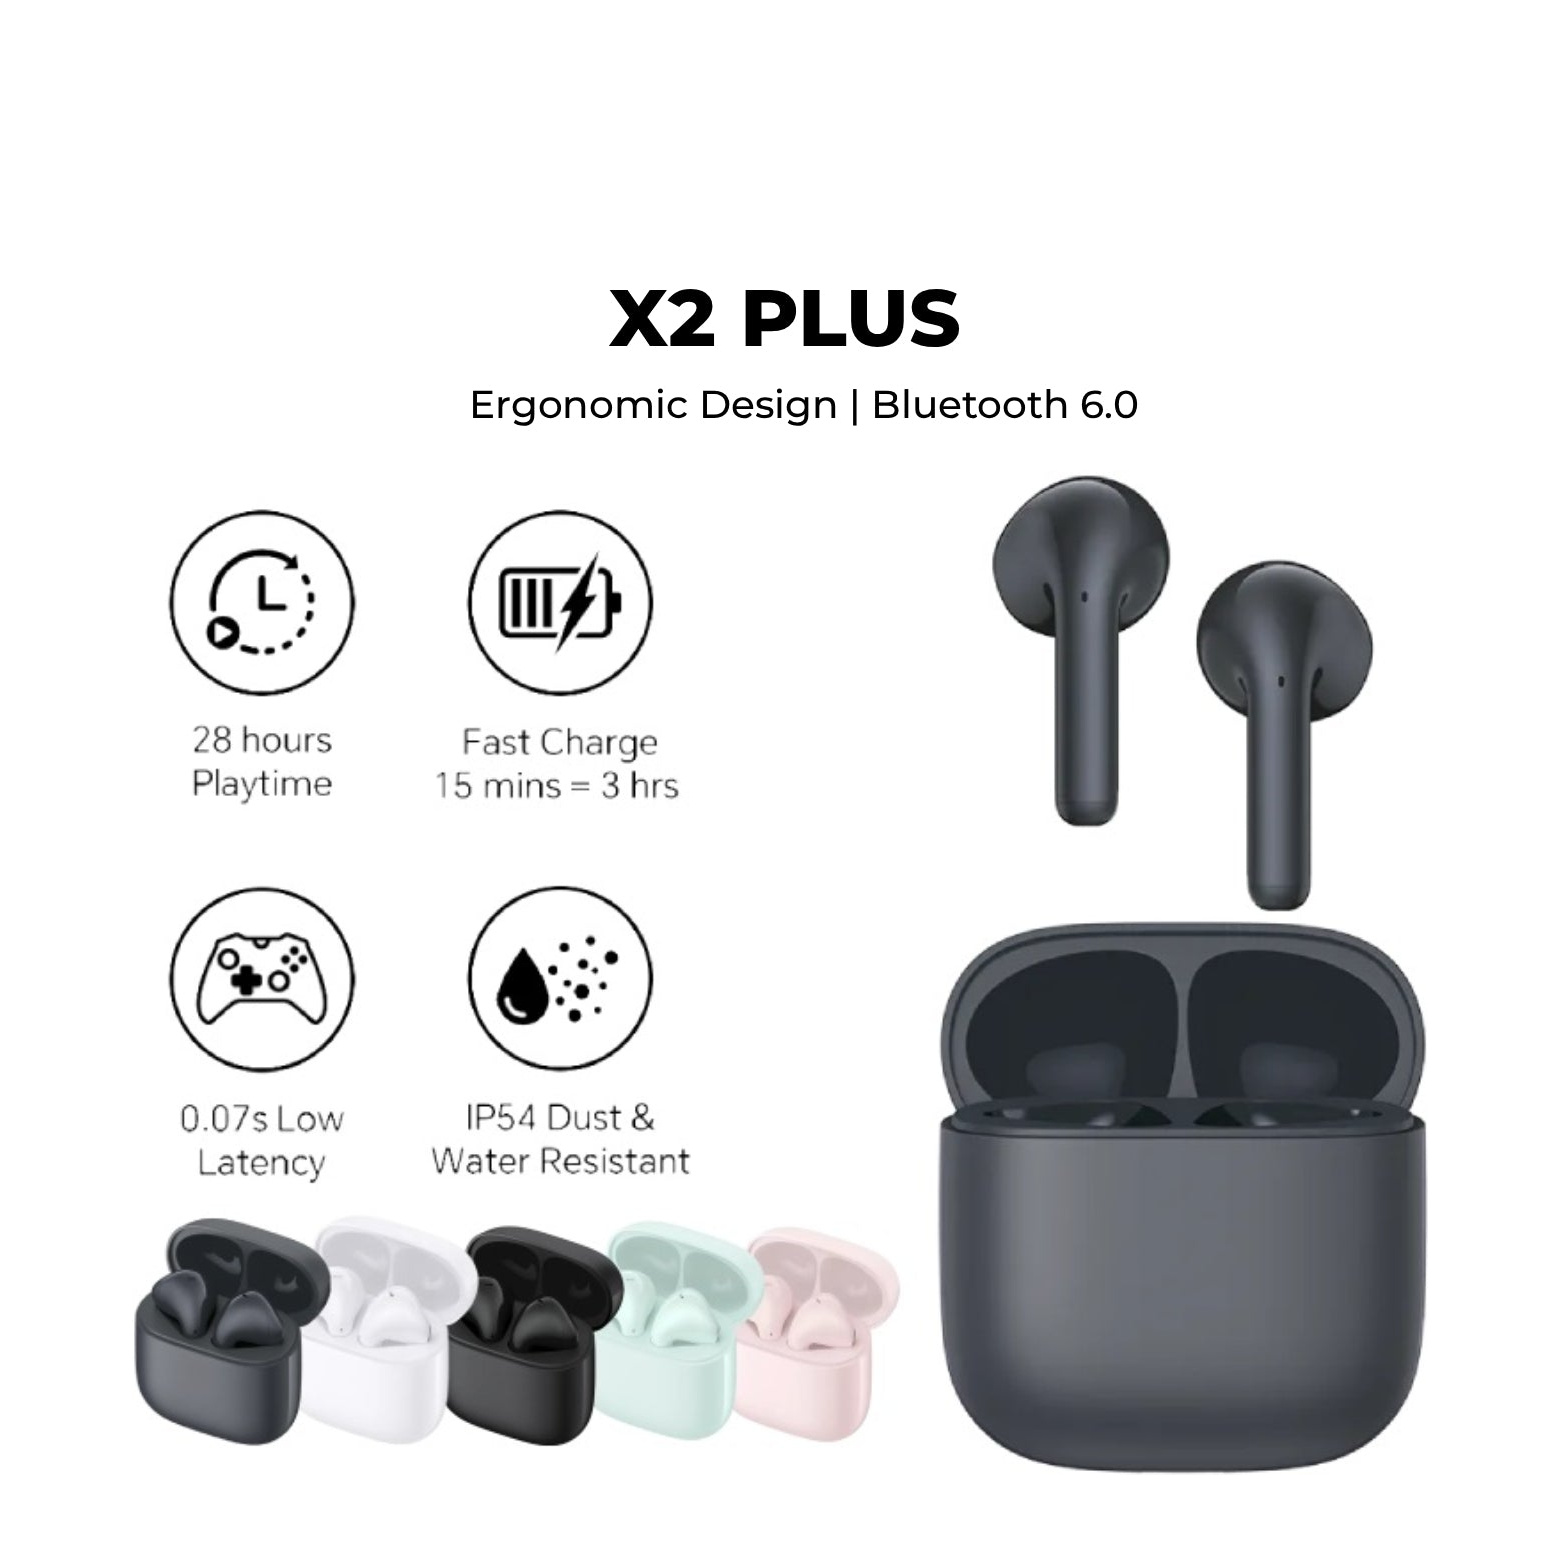 X2 PLUS
Ergonomic Design | Bluetooth 6.0
28 hours
Playtime
Fast Charge
15 mins = 3 hrs
0.07s Low
Latency
IP54 Dust &
Water Resistant